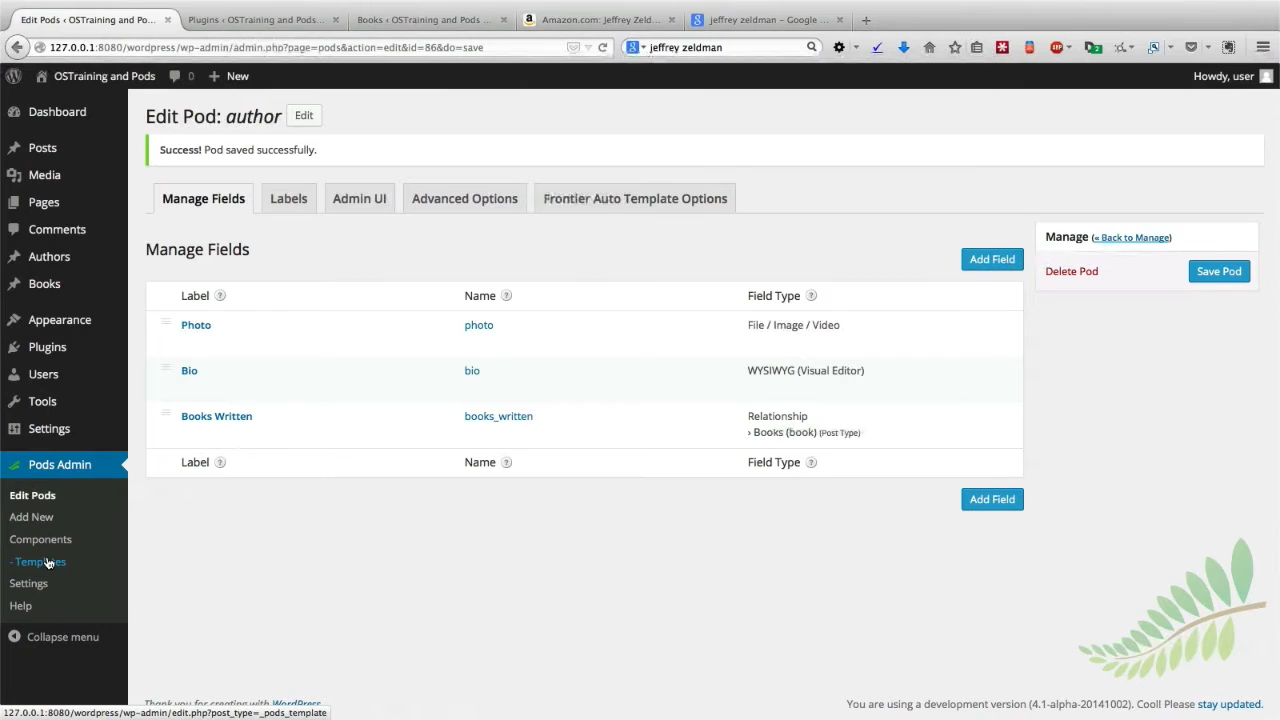 Edit Pods ‹ OSTraining and Po...
Plugins ‹ OSTraining and Pods...
Books ‹ OSTraining and Pods ...
Amazon.com: Jeffrey Zeld...
jeffrey zeldman – Google ...
127.0.0.1:8080/wordpress/wp-admin/admin.php?page=pods&action=edit&id=86&do=save
jeffrey zeldman
OSTraining and Pods
0
New
Howdy, user
Dashboard
Posts
Media
Pages
Comments
Authors
Books
Appearance
Plugins
Users
Tools
Settings
Pods Admin
Edit Pods
Add New
Components
- Templates
Settings
Help
Collapse menu
Edit Pod: author
Edit
Success! Pod saved successfully.
Manage Fields
Labels
Admin UI
Advanced Options
Frontier Auto Template Options
Manage Fields
Add Field
Label
Name
Field Type
Photo
photo
File / Image / Video
Bio
bio
WYSIWYG (Visual Editor)
Books Written
books_written
Relationship
› Books (book) (Post Type)
Label
Name
Field Type
Add Field
Manage (« Back to Manage)
Delete Pod
Save Pod
Thank you for creating with WordPress
You are using a development version (4.1-alpha-20141002). Cool! Please stay updated.
127.0.0.1:8080/wordpress/wp-admin/edit.php?post_type=_pods_template